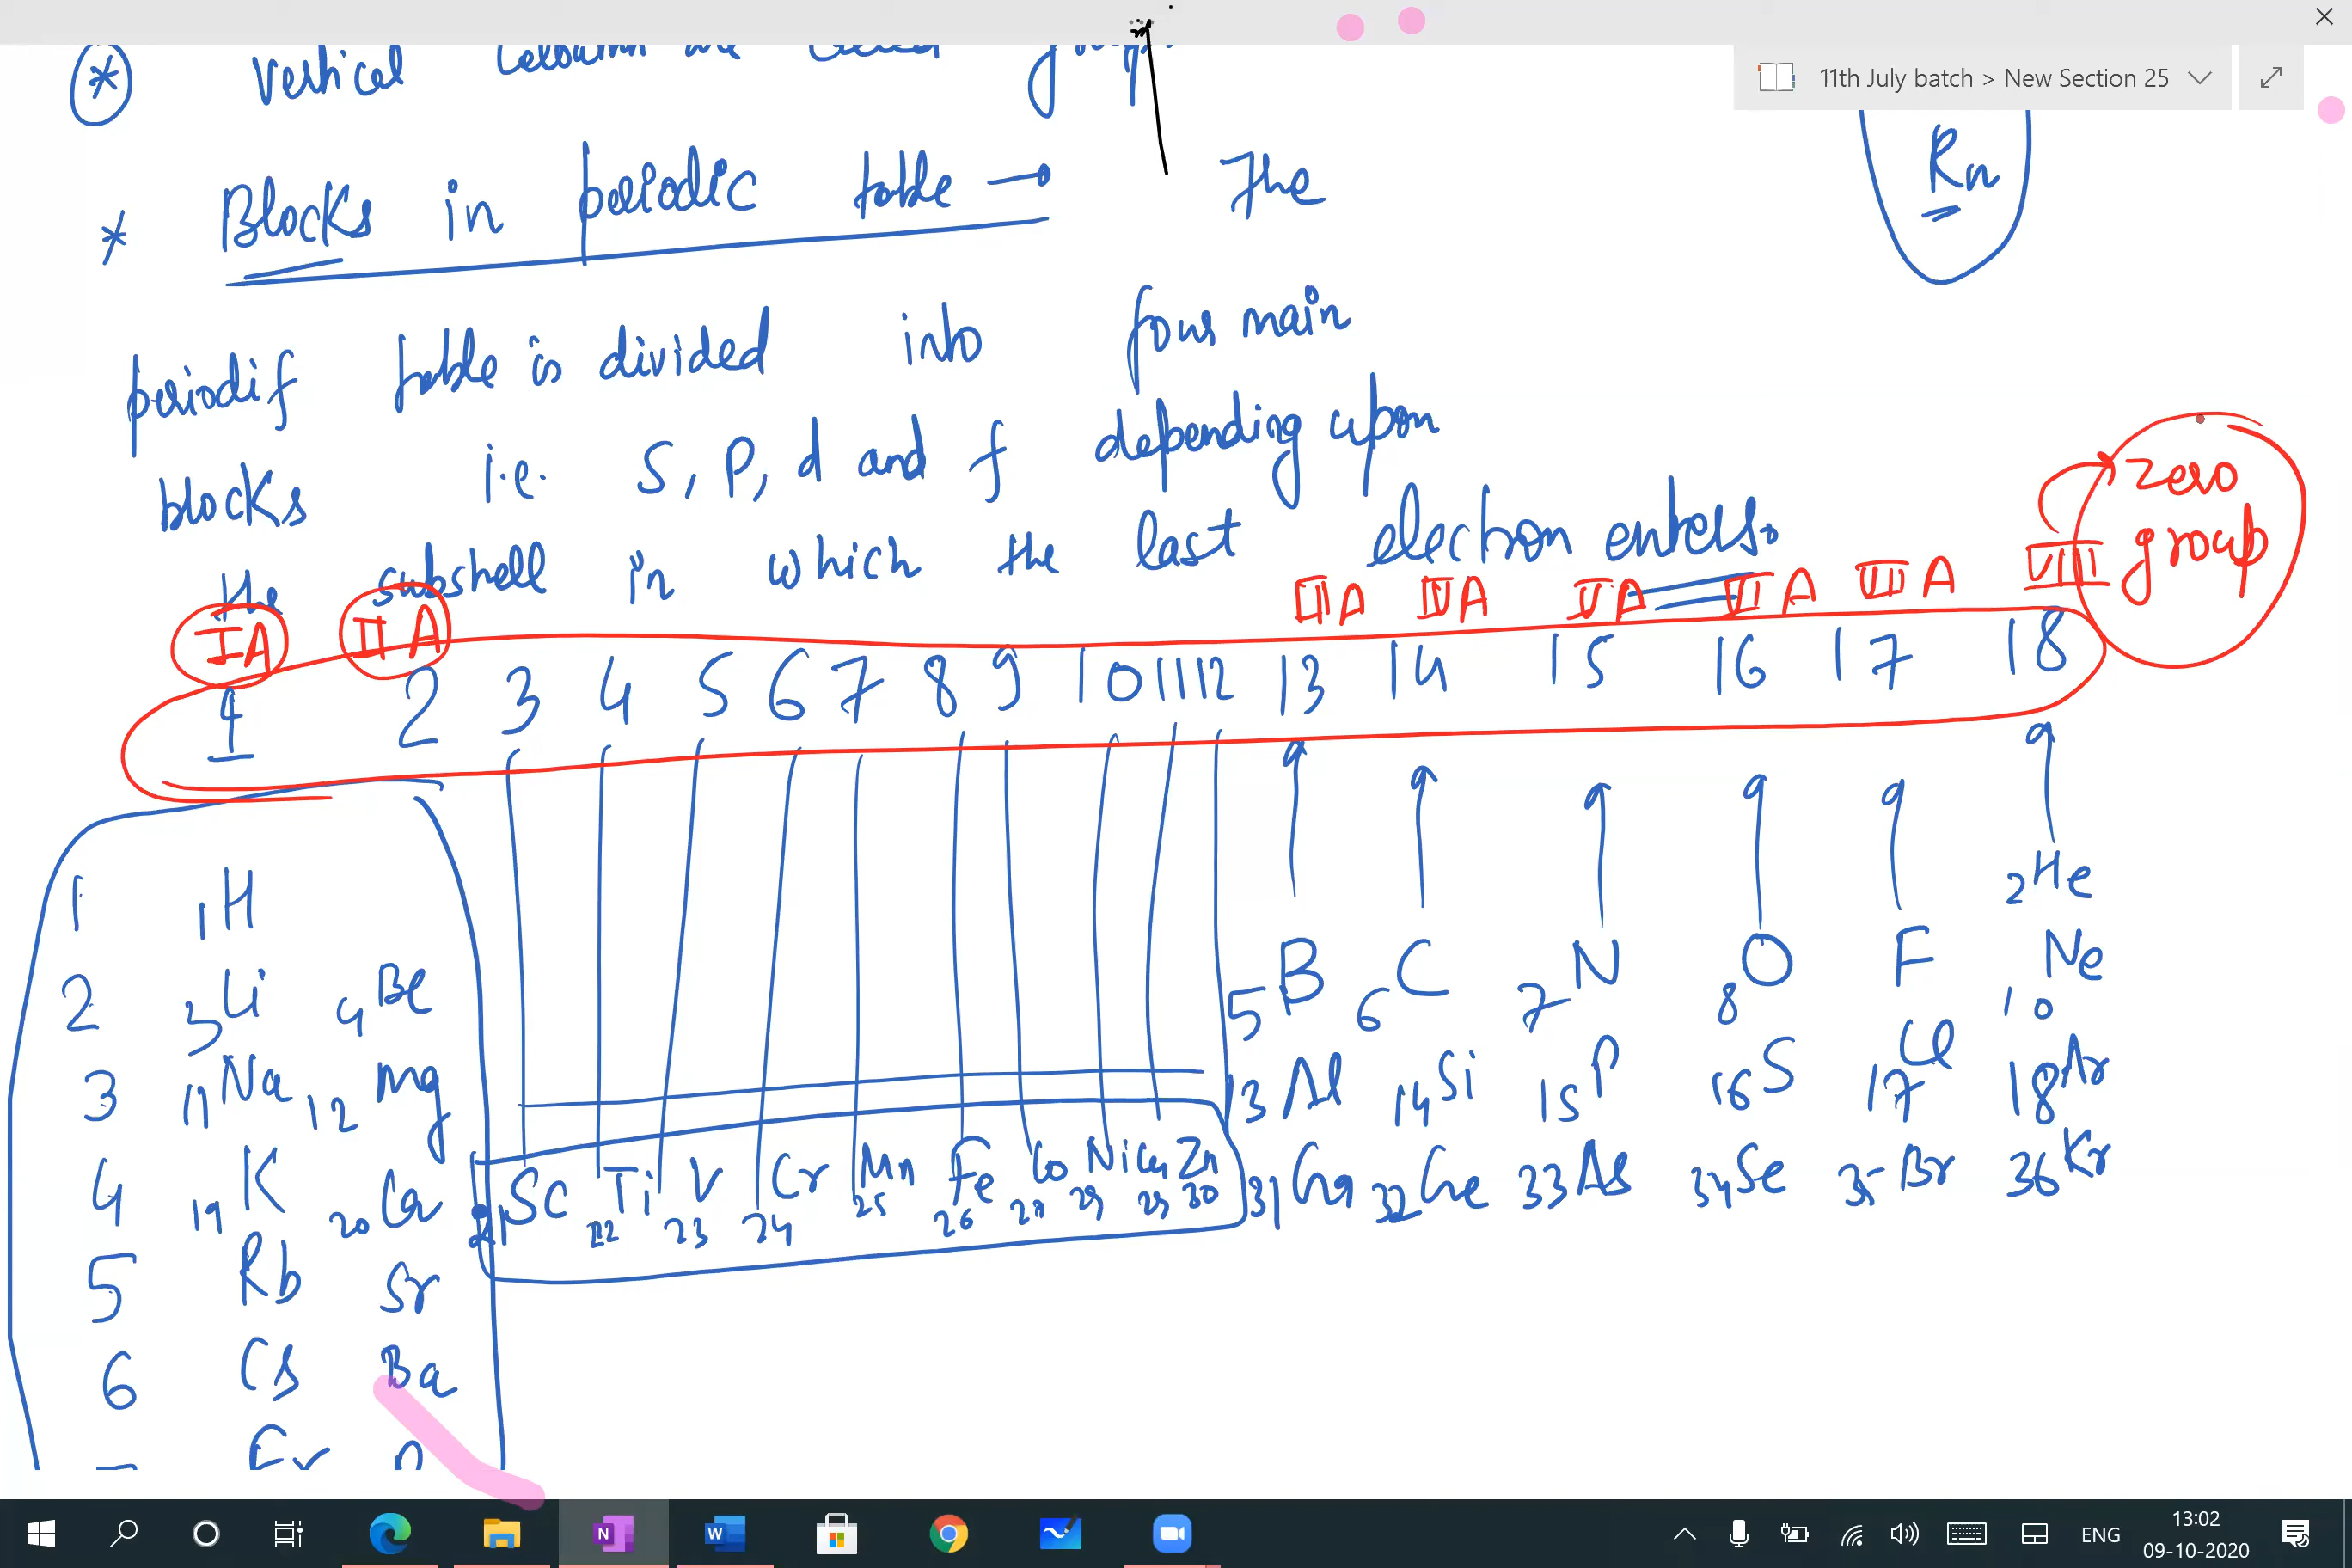 11th July batch > New Section 25
* Vertical
* Blocks in periodic table → The
Rn
periodif table is divided into four main
blocks i.e. S, P, d and f depending upon
the subshell in which the last electron enters.
zero
group
IA IIA IIIA IVA VA VIA VIIA VIII
1 2 3 4 5 6 7 8 9 10 11 12 13 14 15 16 17 18
1 1H 2He
2 3Li 4Be 5B 6C 7N 8O F 10Ne
3 11Na 12Mg 13Al 14Si 15P 16S 17Cl 18Ar
4 19K 20Ca 21SC 22Ti 23V 24Cr 25Mn 26Fe Co Ni Cu 30Zn 31Ga 32Ge 33As 34Se 35Br 36Kr
5 Rb Sr
6 Cs Ba
Fr
ENG
13:02
09-10-2020